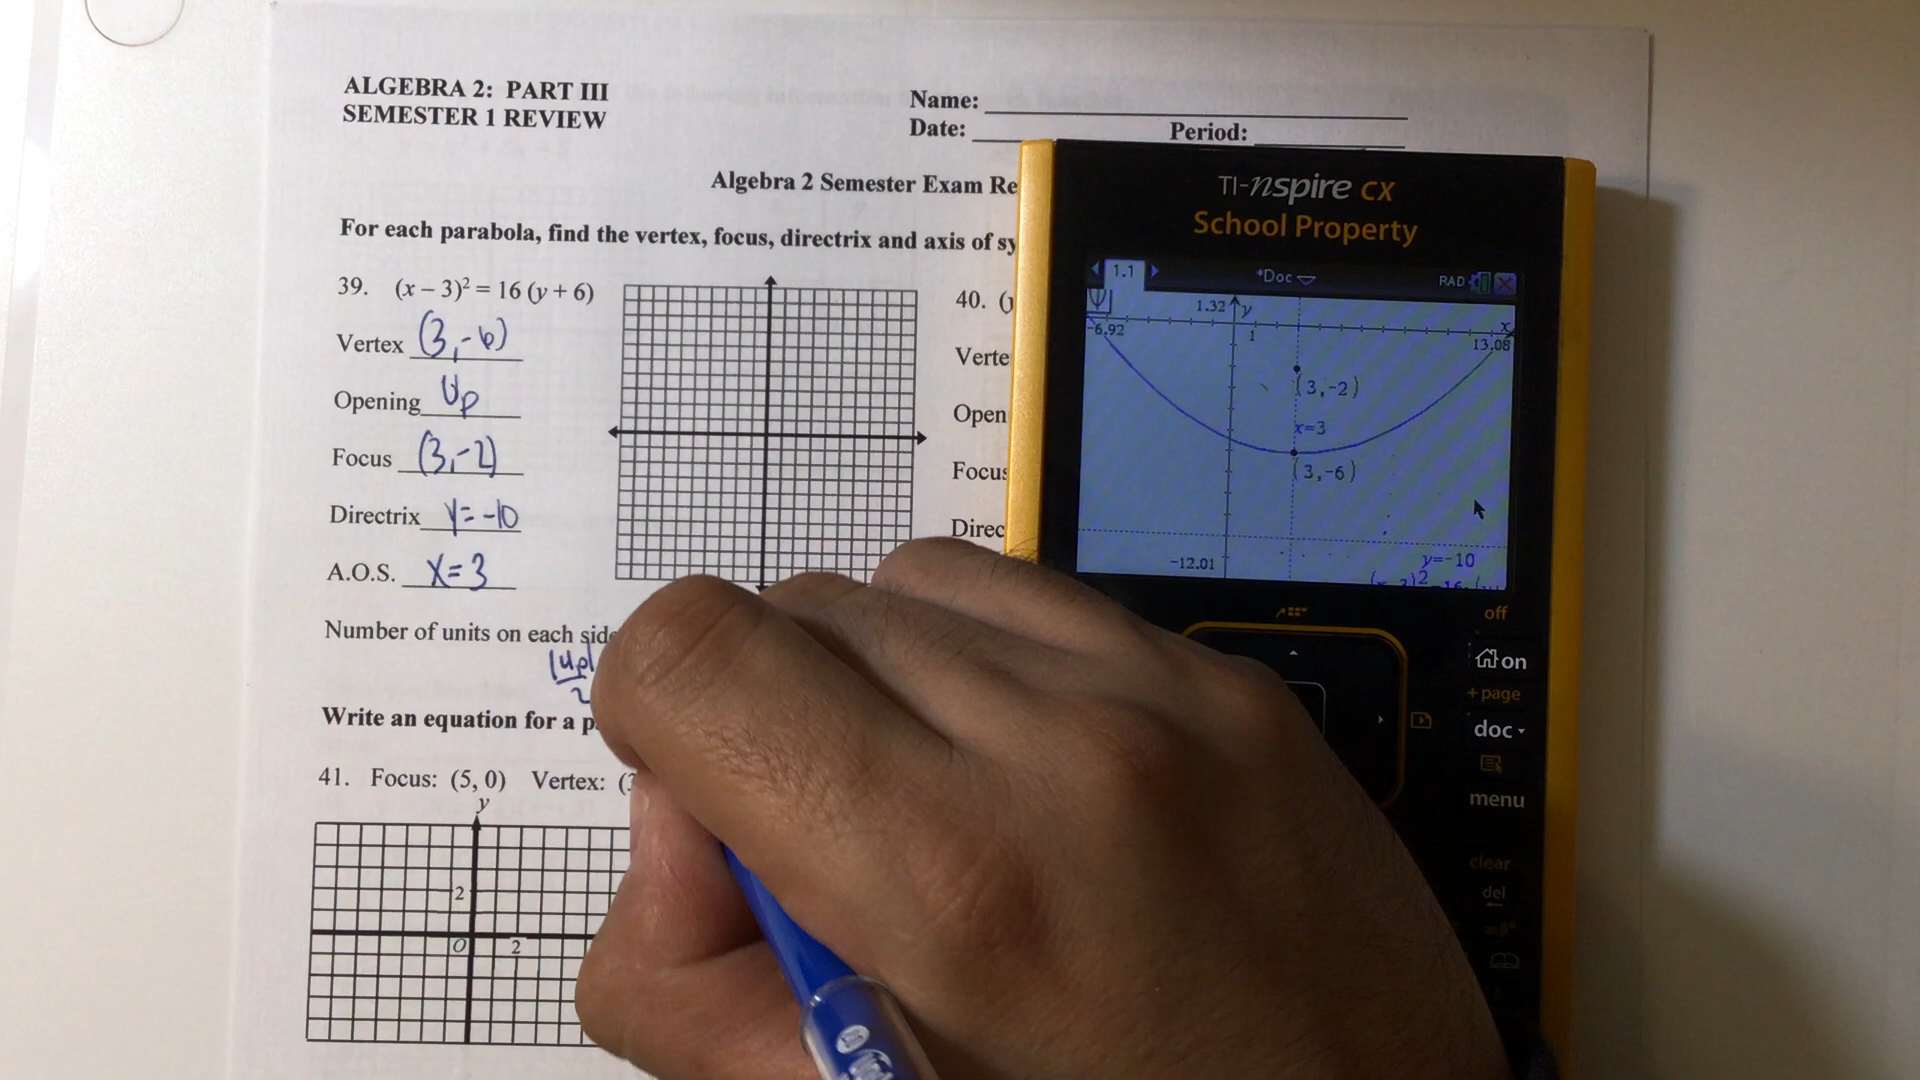 ALGEBRA 2: PART III
SEMESTER 1 REVIEW
Name:
Date:
Period:
Algebra 2 Semester Exam Re
For each parabola, find the vertex, focus, directrix and axis of sy
39. (x – 3)² = 16 (y + 6)
Vertex (3,-6)
Opening Up
Focus (3,-2)
Directrix y=-10
A.O.S. x=3
Number of units on each side
|4p|
2
Write an equation for a p
41. Focus: (5, 0) Vertex: (3
y
2
O 2
40. (y
Verte
Open
Focus
Direc
TI-nspire CX
School Property
1.1 *Doc RAD
1.32 y
-6.92 1 x
13.08
(3,-2)
x=3
(3,-6)
y=-10
-12.01
off
on
+ page
doc
menu
clear
del